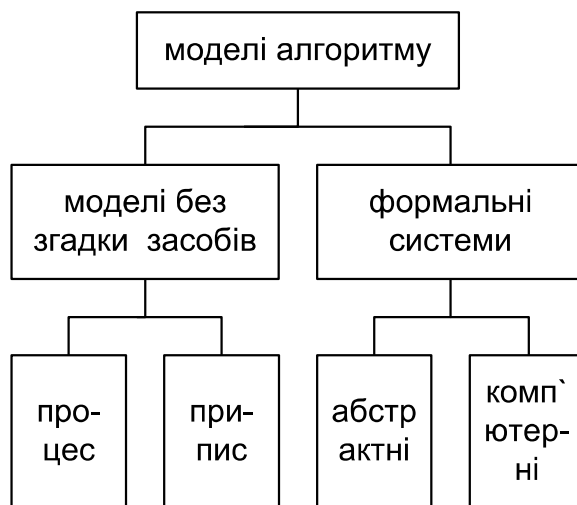 моделі алгоритму
моделі без
згадки засобів
формальні
системи
про-
цес
при-
пис
абстр
актні
комп`
ютер-
ні